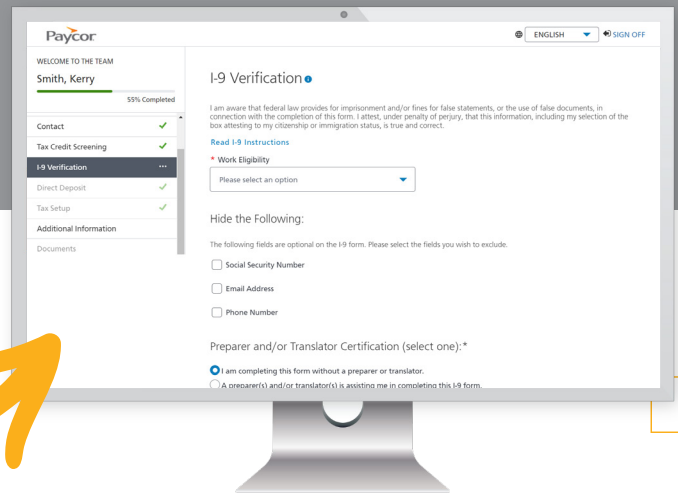 Paycor
ENGLISH
SIGN OFF
WELCOME TO THE TEAM
Smith, Kerry
55% Completed
Contact
Tax Credit Screening
I-9 Verification
Direct Deposit
Tax Setup
Additional Information
Documents
I-9 Verification
I am aware that federal law provides for imprisonment and/or fines for false statements, or the use of false documents, in
connection with the completion of this form. I attest, under penalty of perjury, that this information, including my selection of the
box attesting to my citizenship or immigration status, is true and correct.
Read I-9 Instructions
* Work Eligibility
Please select an option
Hide the Following:
The following fields are optional on the I-9 form. Please select the fields you wish to exclude.
Social Security Number
Email Address
Phone Number
Preparer and/or Translator Certification (select one):*
I am completing this form without a preparer or translator.
A preparer(s) and/or translator(s) is assisting me in completing this I-9 form.